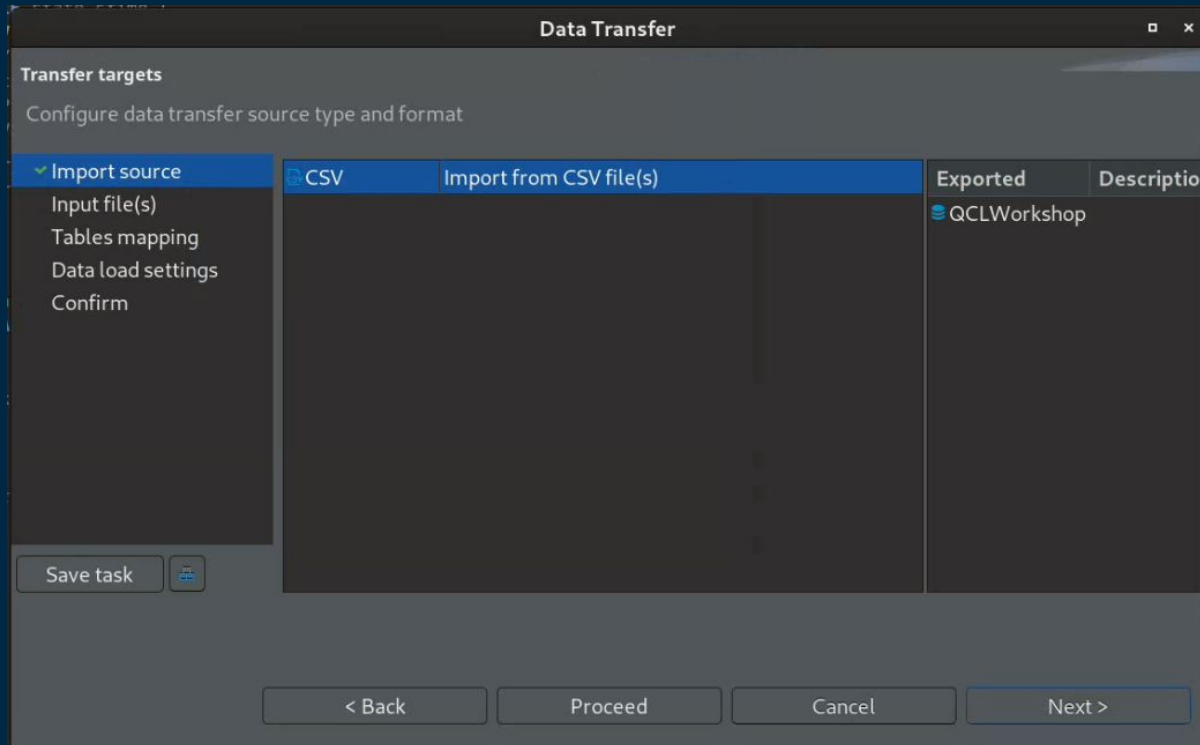 Data Transfer
Transfer targets
Configure data transfer source type and format
Import source
Input file(s)
Tables mapping
Data load settings
Confirm
CSV Import from CSV file(s)
Exported Descriptio
QCLWorkshop
Save task
< Back Proceed Cancel Next >